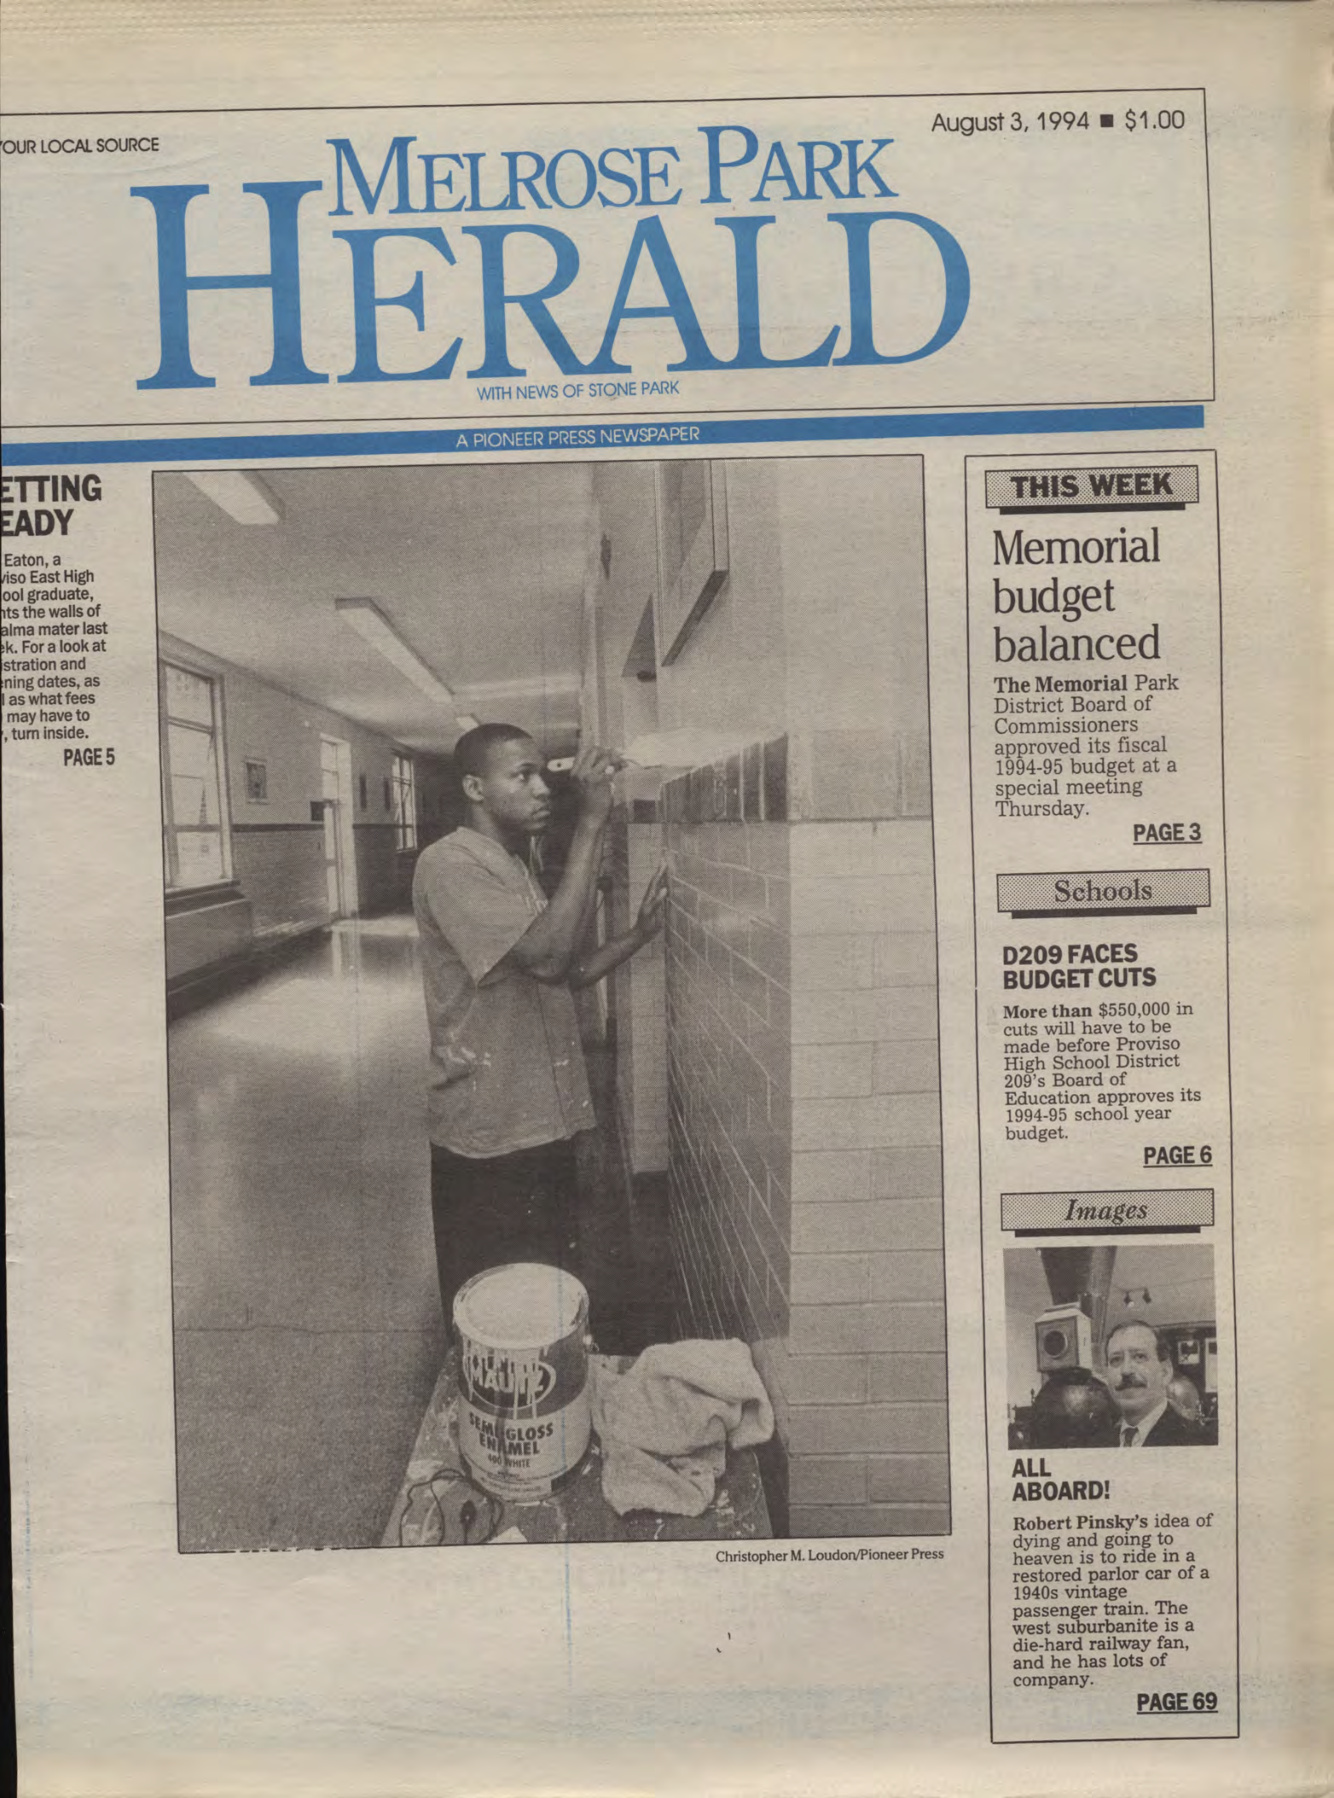 OUR LOCAL SOURCE
August 3, 1994 ■ $1.00
MELROSE PARK
HERALD
WITH NEWS OF STONE PARK
A PIONEER PRESS NEWSPAPER
ETTING
EADY
Eaton, a
viso East High
ool graduate,
nts the walls of
alma mater last
ek. For a look at
stration and
ning dates, as
l as what fees
may have to
, turn inside.
PAGE 5
MAUTZ
SEMI-GLOSS
ENAMEL
WHITE
Christopher M. Loudon/Pioneer Press
THIS WEEK
Memorial
budget
balanced
The Memorial Park
District Board of
Commissioners
approved its fiscal
1994-95 budget at a
special meeting
Thursday.
PAGE 3
Schools
D209 FACES
BUDGET CUTS
More than $550,000 in
cuts will have to be
made before Proviso
High School District
209's Board of
Education approves its
1994-95 school year
budget.
PAGE 6
Images
ALL
ABOARD!
Robert Pinsky's idea of
dying and going to
heaven is to ride in a
restored parlor car of a
1940s vintage
passenger train. The
west suburbanite is a
die-hard railway fan,
and he has lots of
company.
PAGE 69